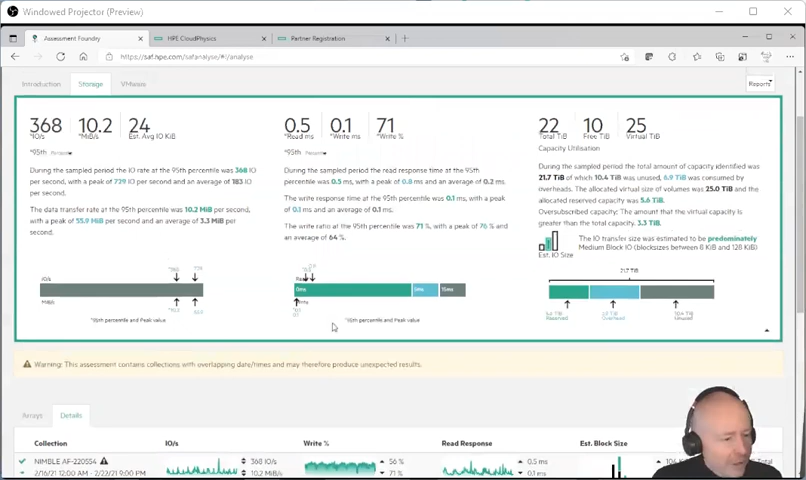 Windowed Projector (Preview)
Assessment Foundry
HPE CloudPhysics
Partner Registration
https://saf.hpe.com/safanalyse/#/analyse
Introduction
Storage
VMware
Reports
368
10.2
24
*IO/s
*MiB/s
Est. Avg IO KiB
*95th
0.5
0.1
71
*Read ms
*Write ms
*Write %
*95th
22
10
25
Total TiB
Free TiB
Virtual TiB
Capacity Utilisation
During the sampled period the IO rate at the 95th percentile was 368 IO
per second, with a peak of 729 IO per second and an average of 183 IO
per second.
The data transfer rate at the 95th percentile was 10.2 MiB per second,
with a peak of 55.9 MiB per second and an average of 3.3 MiB per
second.
During the sampled period the read response time at the 95th
percentile was 0.5 ms, with a peak of 0.8 ms and an average of 0.2 ms.
The write response time at the 95th percentile was 0.1 ms, with a peak
of 0.1 ms and an average of 0.1 ms.
The write ratio at the 95th percentile was 71 %, with a peak of 76 % and
an average of 64 %.
During the sampled period the total amount of capacity identified was
21.7 TiB of which 10.4 TiB was unused, 6.9 TiB was consumed by
overheads. The allocated virtual size of volumes was 25.0 TiB and the
allocated reserved capacity was 5.6 TiB.
Oversubscribed capacity: The amount that the virtual capacity is
greater than the total capacity. 3.3 TiB.
The IO transfer size was estimated to be predominately
Medium Block IO (blocksizes between 8 KiB and 128 KiB)
Est. IO Size
IO/s
MiB/s
*95th percentile and Peak value
0ms
5ms
15ms
*95th percentile and Peak value
21.7 TiB
Reserved
Overhead
Unused
Warning: This assessment contains collections with overlapping date/times and may therefore produce unexpected results.
Arrays
Details
Collection
IO/s
Write %
Read Response
Est. Block Size
NIMBLE AF-220554
368 IO/s
56 %
0.5 ms
2/16/21 12:00 AM - 2/22/21 9:00 PM
10.2 MiB/s
71 %
0.1 ms
Total